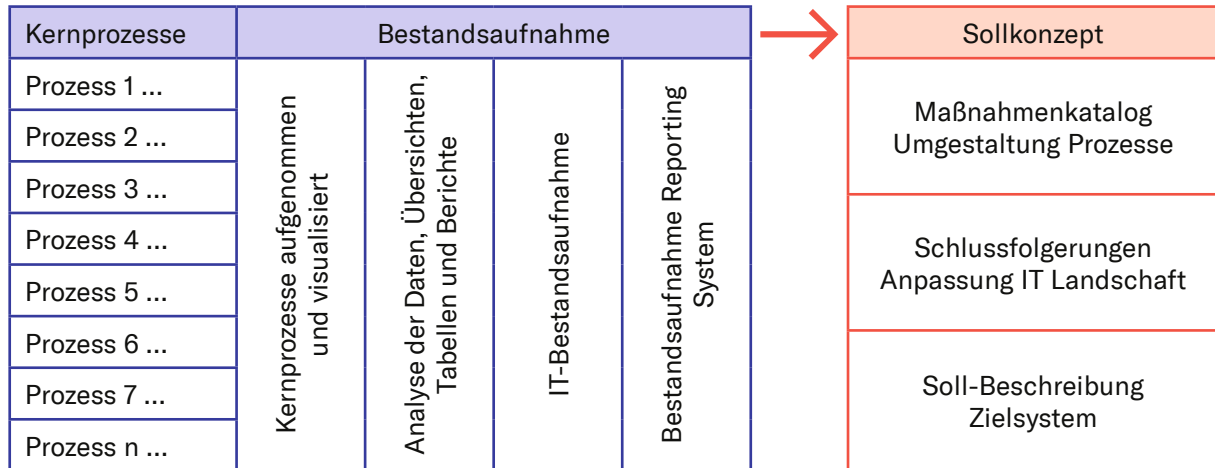 Kernprozesse
Bestandsaufnahme
Sollkonzept
Prozess 1 ...
Prozess 2 ...
Prozess 3 ...
Prozess 4 ...
Prozess 5 ...
Prozess 6 ...
Prozess 7 ...
Prozess n ...
Kernprozesse aufgenommen
und visualisiert
Analyse der Daten, Übersichten,
Tabellen und Berichte
IT-Bestandsaufnahme
Bestandsaufnahme Reporting
System
Maßnahmenkatalog
Umgestaltung Prozesse
Schlussfolgerungen
Anpassung IT Landschaft
Soll-Beschreibung
Zielsystem